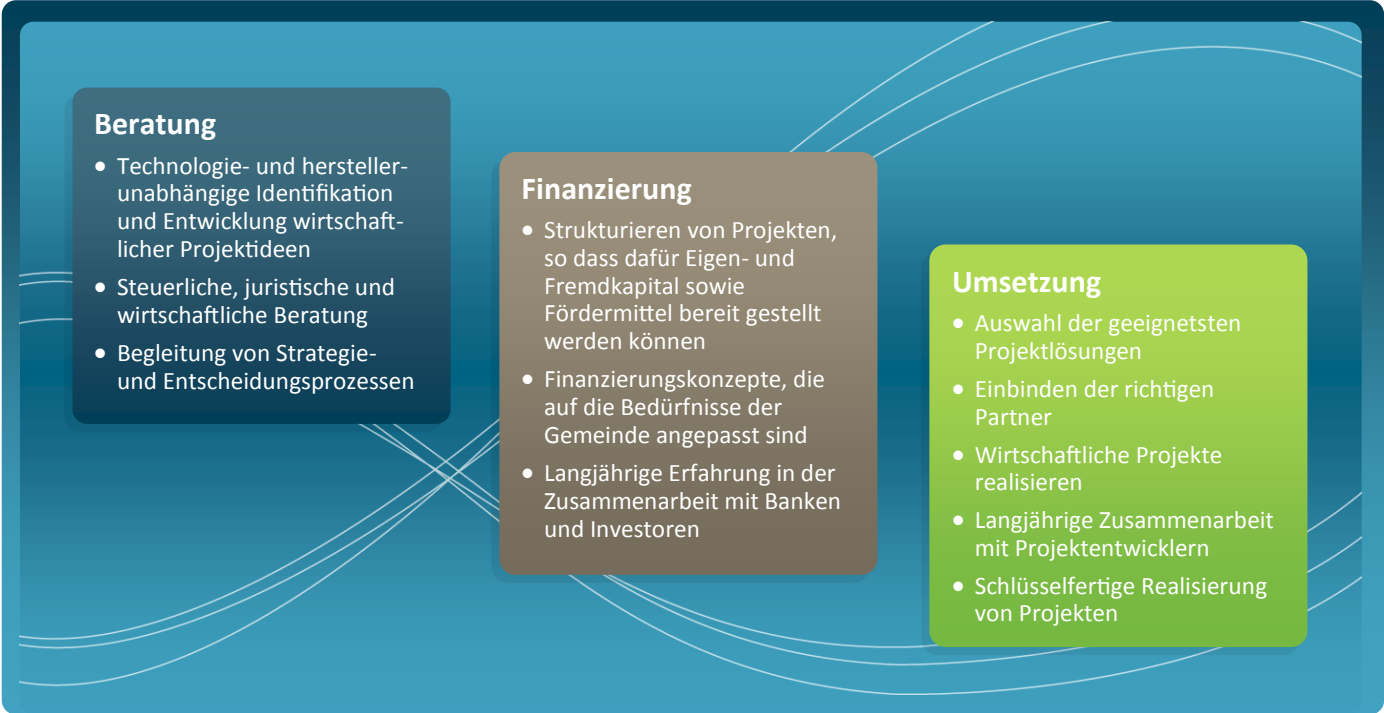 Beratung
• Technologie- und hersteller-
unabhängige Identifikation
und Entwicklung wirtschaft-
licher Projektideen
• Steuerliche, juristische und
wirtschaftliche Beratung
• Begleitung von Strategie-
und Entscheidungsprozessen
Finanzierung
• Strukturieren von Projekten,
so dass dafür Eigen- und
Fremdkapital sowie
Fördermittel bereit gestellt
werden können
• Finanzierungskonzepte, die
auf die Bedürfnisse der
Gemeinde angepasst sind
• Langjährige Erfahrung in der
Zusammenarbeit mit Banken
und Investoren
Umsetzung
• Auswahl der geeignetsten
Projektlösungen
• Einbinden der richtigen
Partner
• Wirtschaftliche Projekte
realisieren
• Langjährige Zusammenarbeit
mit Projektentwicklern
• Schlüsselfertige Realisierung
von Projekten